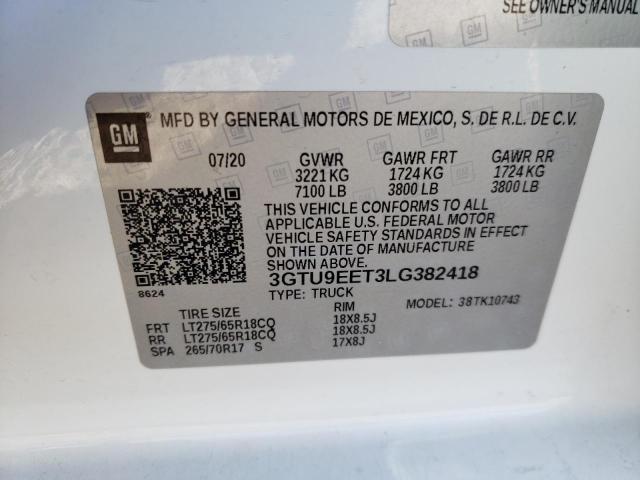 SEE OWNER'S MANUAL
GM
MFD BY GENERAL MOTORS DE MEXICO, S. DE R.L. DE C.V.
07/20 GVWR GAWR FRT GAWR RR
3221 KG 1724 KG 1724 KG
7100 LB 3800 LB 3800 LB
THIS VEHICLE CONFORMS TO ALL
APPLICABLE U.S. FEDERAL MOTOR
VEHICLE SAFETY STANDARDS IN
EFFECT ON THE DATE OF MANUFACTURE
SHOWN ABOVE.
3GTU9EET3LG382418
8624
TYPE: TRUCK MODEL: 38TK10743
TIRE SIZE RIM
FRT LT275/65R18CQ 18X8.5J
RR LT275/65R18CQ 18X8.5J
SPA 265/70R17 S 17X8J